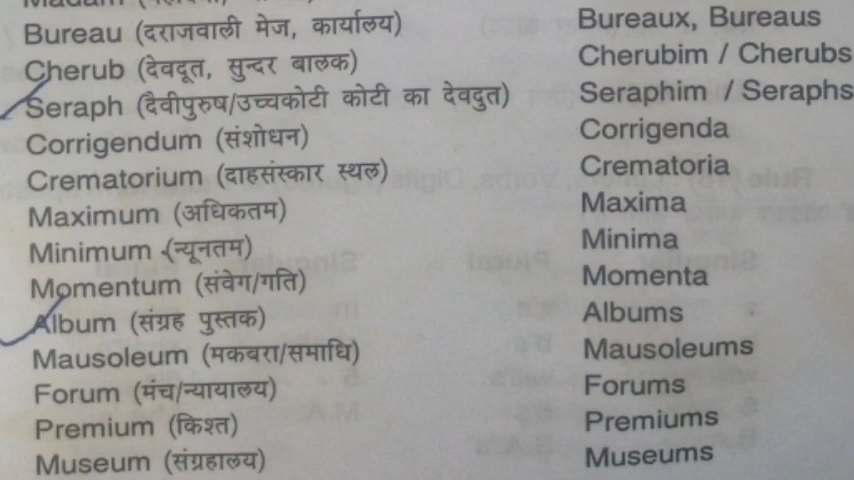 Bureau (दराजवाली मेज, कार्यालय) Bureaux, Bureaus
Cherub (देवदूत, सुन्दर बालक) Cherubim / Cherubs
Seraph (दैवीपुरुष/उच्चकोटी कोटी का देवदुत) Seraphim / Seraphs
Corrigendum (संशोधन) Corrigenda
Crematorium (दाहसंस्कार स्थल) Crematoria
Maximum (अधिकतम) Maxima
Minimum (न्यूनतम) Minima
Momentum (संवेग/गति) Momenta
Album (संग्रह पुस्तक) Albums
Mausoleum (मकबरा/समाधि) Mausoleums
Forum (मंच/न्यायालय) Forums
Premium (किश्त) Premiums
Museum (संग्रहालय) Museums